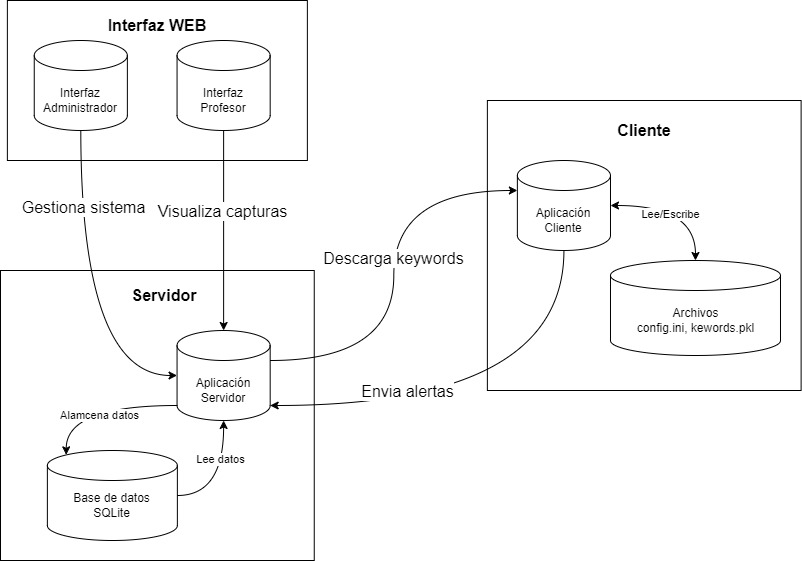 Interfaz WEB
Interfaz
Administrador
Interfaz
Profesor
Cliente
Aplicación
Cliente
Lee/Escribe
Archivos
config.ini, kewords.pkl
Gestiona sistema
Visualiza capturas
Descarga keywords
Envia alertas
Servidor
Aplicación
Servidor
Alamcena datos
Lee datos
Base de datos
SQLite